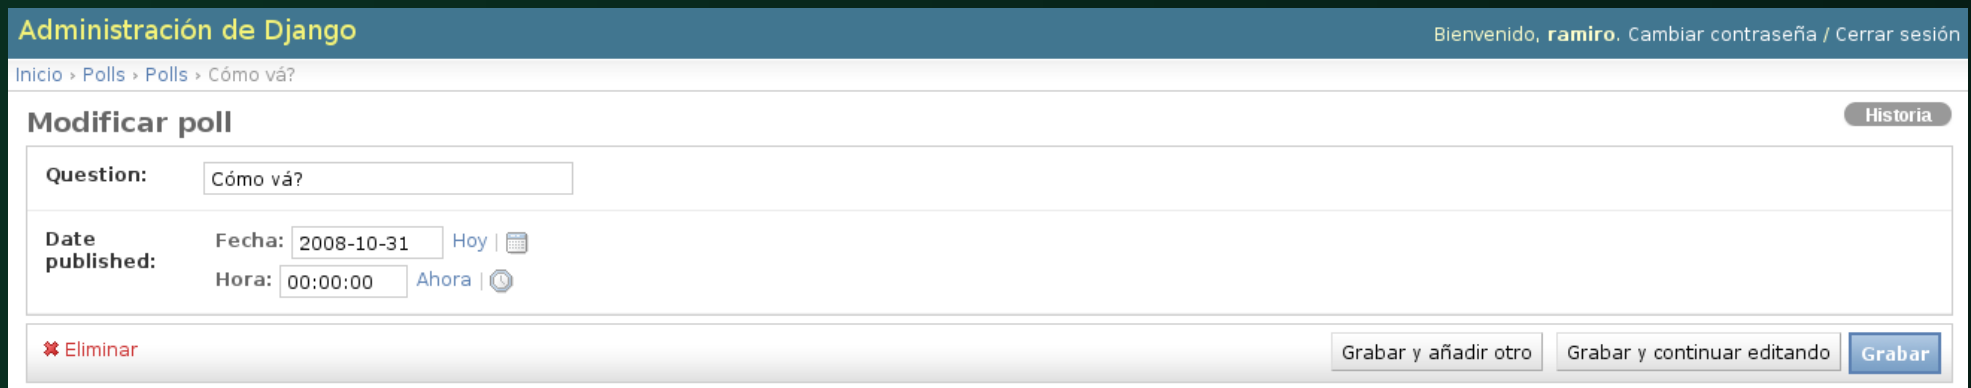 Administración de Django
Bienvenido, ramiro. Cambiar contraseña / Cerrar sesión
Inicio › Polls › Polls › Cómo vá?
Modificar poll
Historia
Question: Cómo vá?
Date published:
Fecha: 2008-10-31 Hoy |
Hora: 00:00:00 Ahora |
Eliminar
Grabar y añadir otro
Grabar y continuar editando
Grabar